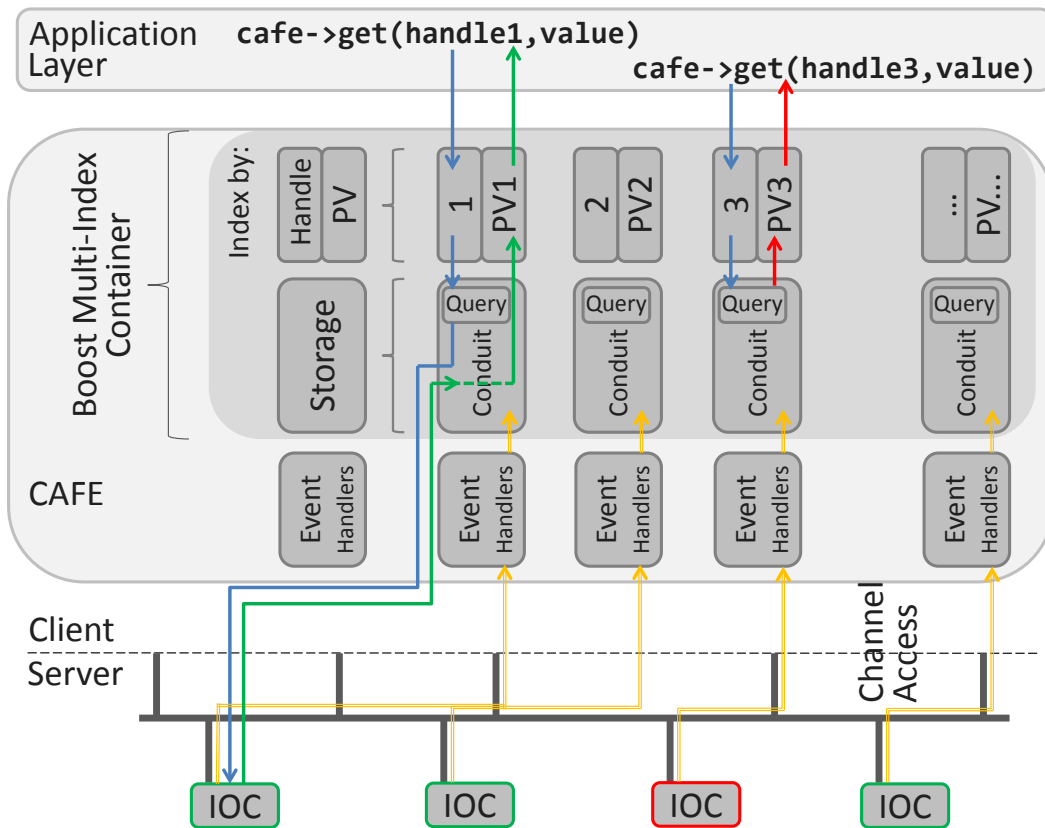 Application
Layer
cafe->get(handle1,value)
cafe->get(handle3,value)
Boost Multi-Index
Container
Index by:
Handle
PV
1
PV1
2
PV2
3
PV3
...
PV...
Storage
Query
Conduit
Query
Conduit
Query
Conduit
Query
Conduit
CAFE
Event
Handlers
Event
Handlers
Event
Handlers
Event
Handlers
Event
Handlers
Client
Server
Channel
Access
IOC
IOC
IOC
IOC